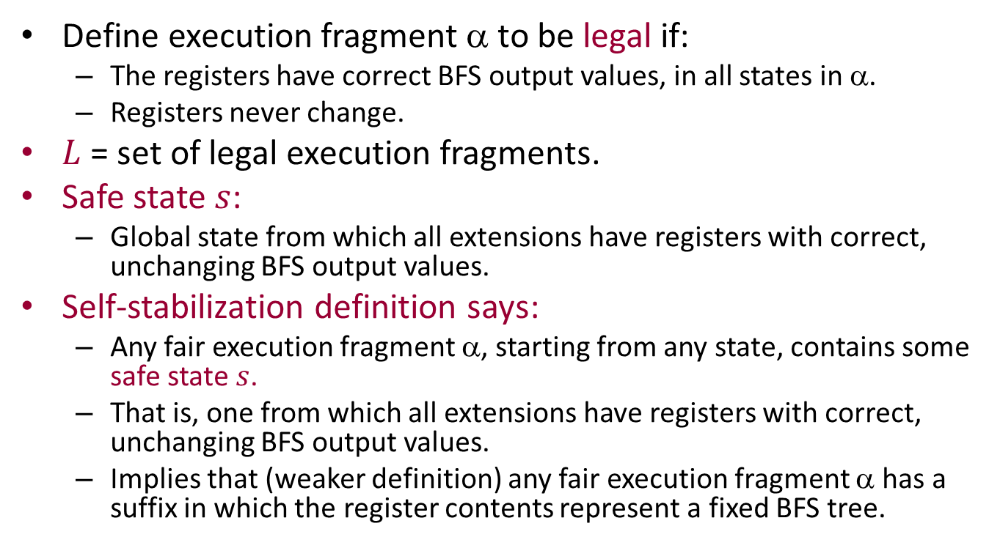 • Define execution fragment α to be legal if:
– The registers have correct BFS output values, in all states in α.
– Registers never change.
• L = set of legal execution fragments.
• Safe state s:
– Global state from which all extensions have registers with correct,
unchanging BFS output values.
• Self-stabilization definition says:
– Any fair execution fragment α, starting from any state, contains some
safe state s.
– That is, one from which all extensions have registers with correct,
unchanging BFS output values.
– Implies that (weaker definition) any fair execution fragment α has a
suffix in which the register contents represent a fixed BFS tree.